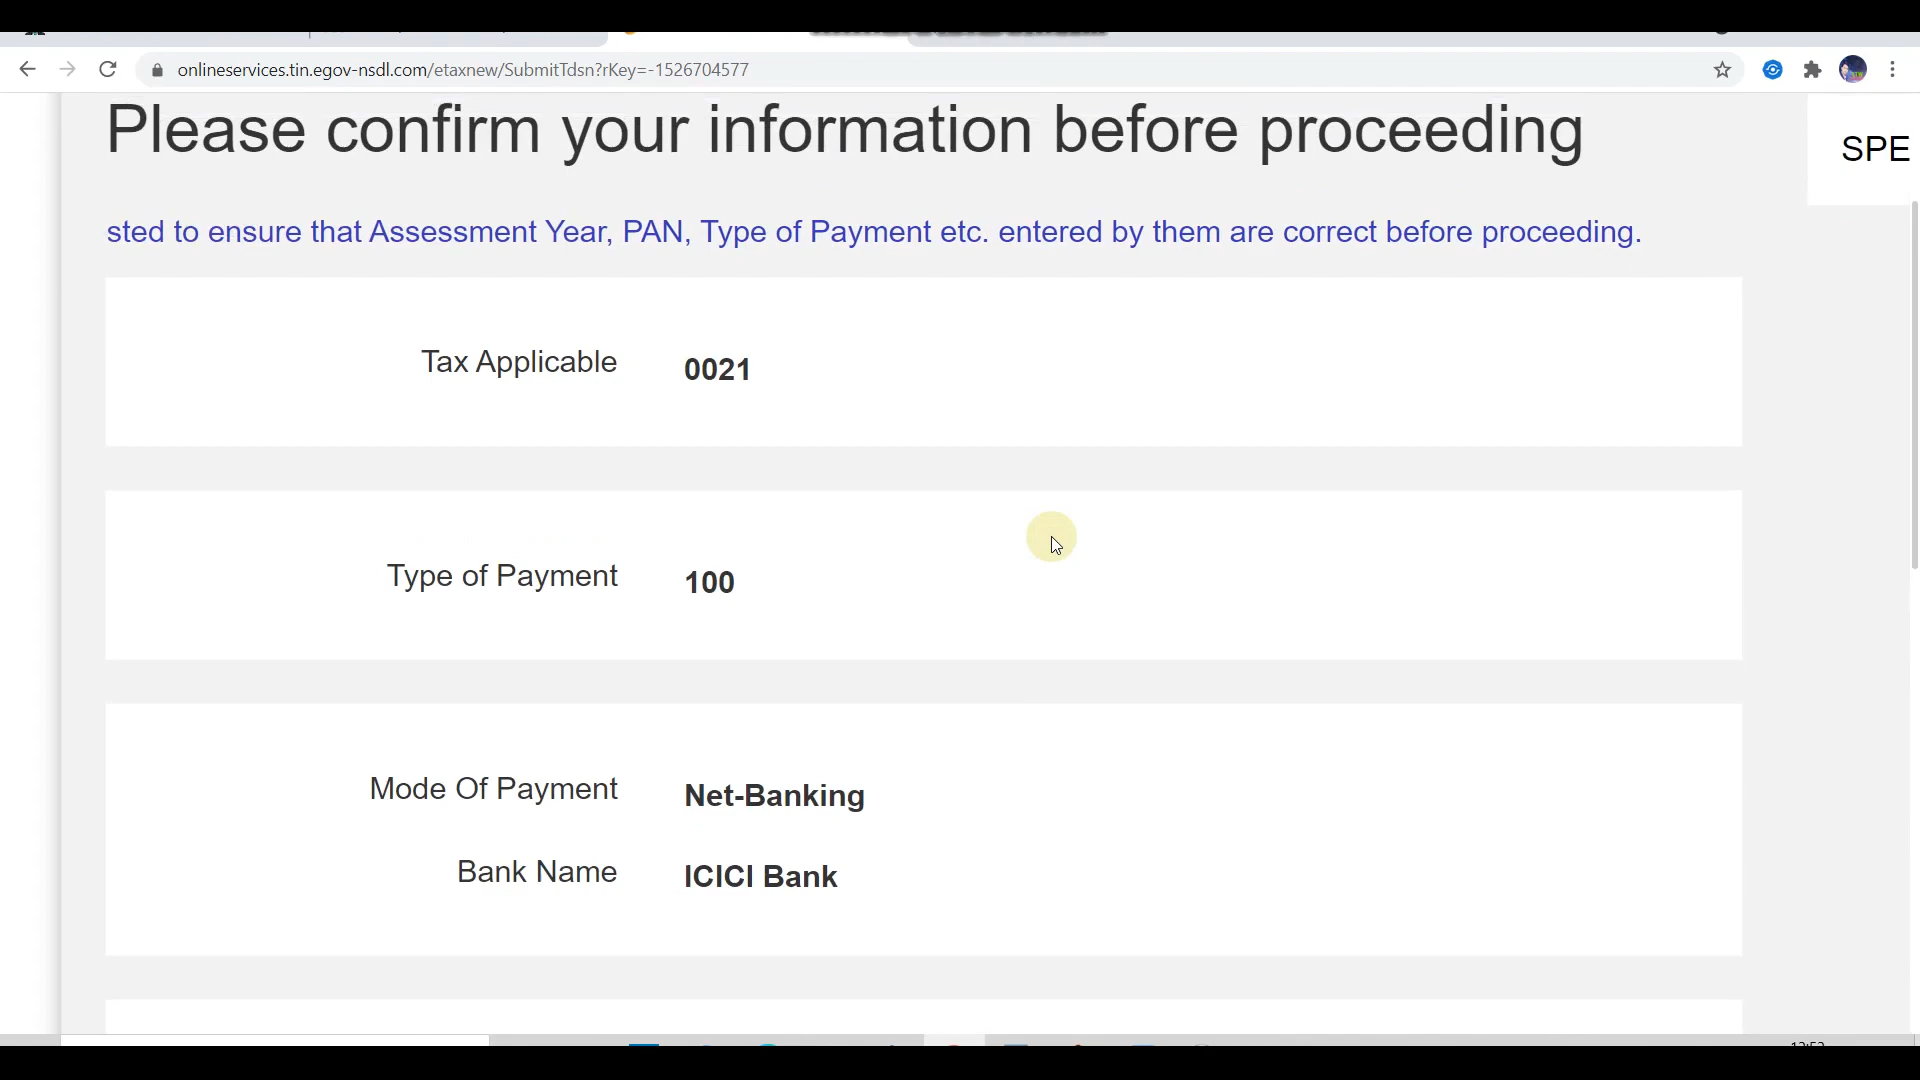 onlineservices.tin.egov-nsdl.com/etaxnew/SubmitTdsn?rKey=-1526704577
Please confirm your information before proceeding
SPE
sted to ensure that Assessment Year, PAN, Type of Payment etc. entered by them are correct before proceeding.
Tax Applicable 0021
Type of Payment 100
Mode Of Payment Net-Banking
Bank Name ICICI Bank